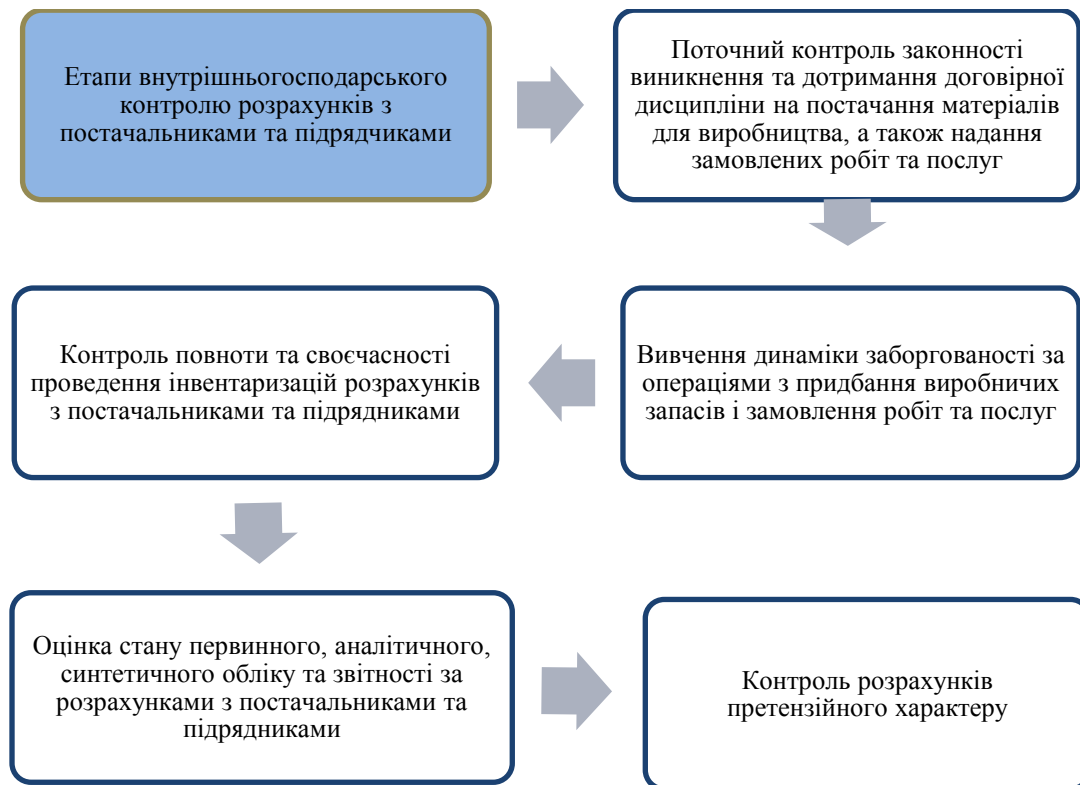 Етапи внутрішньогосподарського
контролю розрахунків з
постачальниками та підрядчиками
Поточний контроль законності
виникнення та дотримання договірної
дисципліни на постачання матеріалів
для виробництва, а також надання
замовлених робіт та послуг
Вивчення динаміки заборгованості за
операціями з придбання виробничих
запасів і замовлення робіт та послуг
Контроль повноти та своєчасності
проведення інвентаризацій розрахунків
з постачальниками та підрядниками
Оцінка стану первинного, аналітичного,
синтетичного обліку та звітності за
розрахунками з постачальниками та
підрядниками
Контроль розрахунків
претензійного характеру